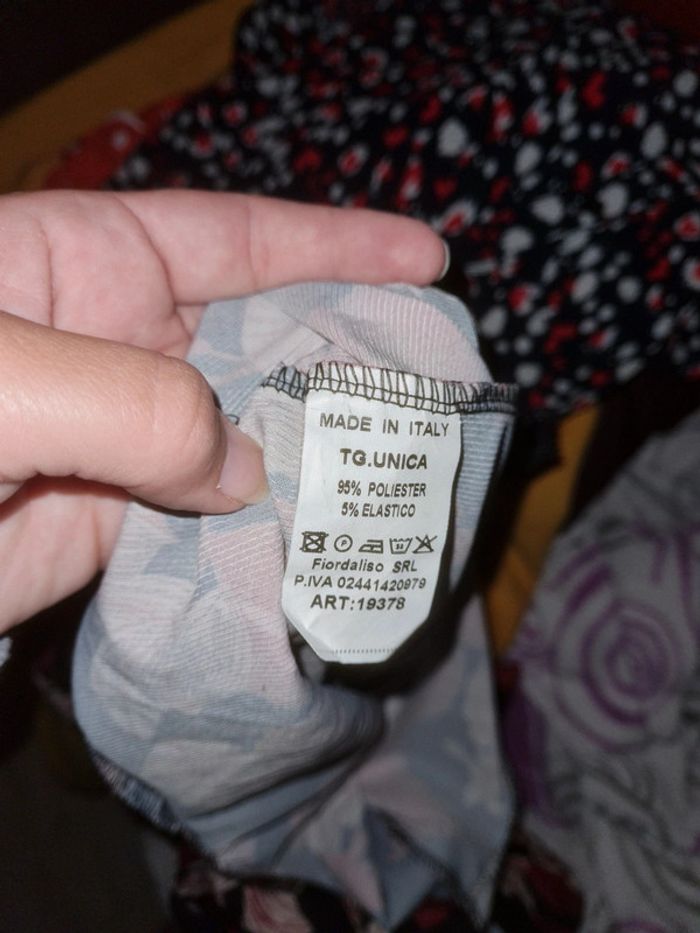 MADE IN ITALY
TG.UNICA
95% POLIESTER
5% ELASTICO
P
Fiordaliso SRL
P.IVA 02441420979
ART:19378